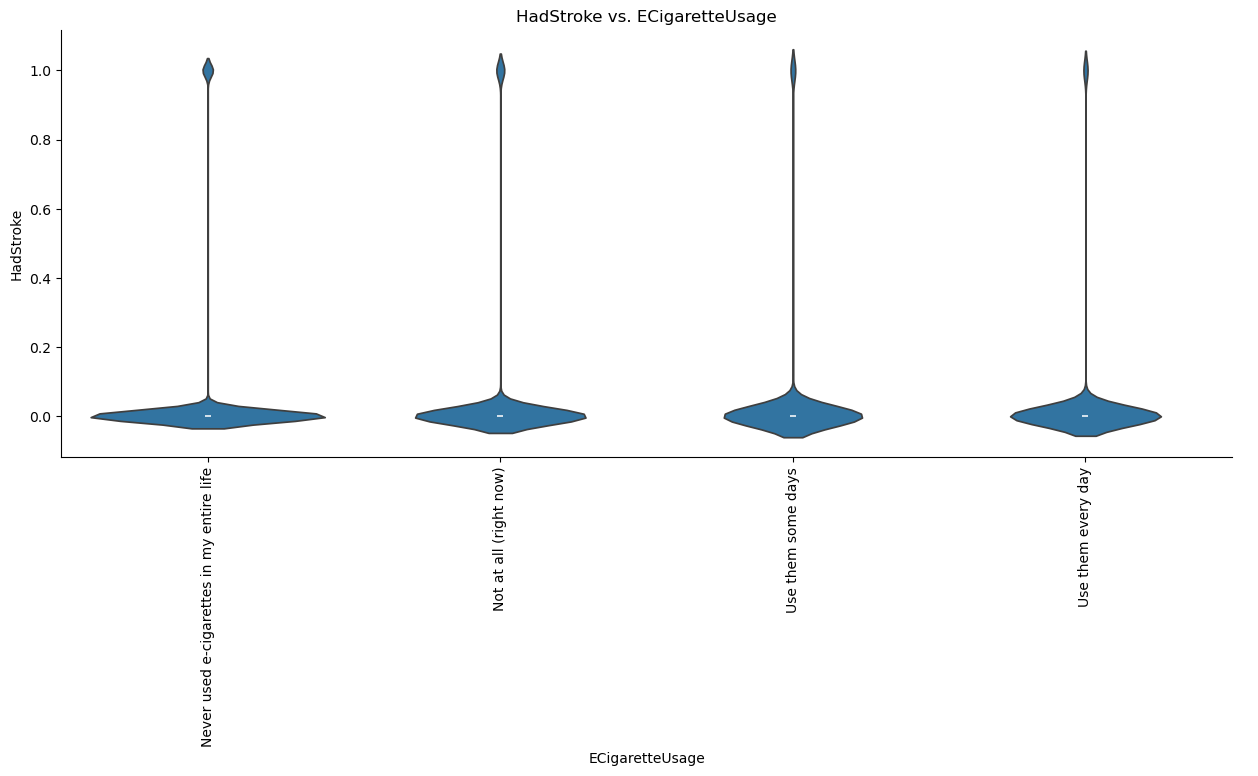 HadStroke vs. ECigaretteUsage
HadStroke
1.0
0.8
0.6
0.4
0.2
0.0
Never used e-cigarettes in my entire life
Not at all (right now)
Use them some days
Use them every day
ECigaretteUsage